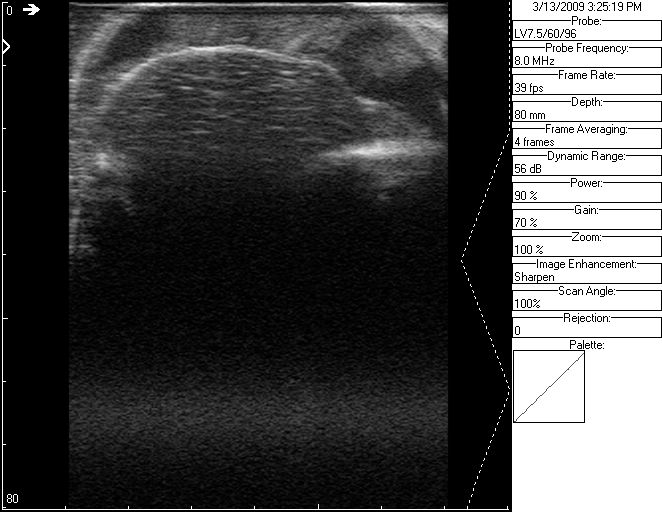 0
3/13/2009 3:25:19 PM
Probe:
LV7.5/60/96
Probe Frequency:
8.0 MHz
Frame Rate:
39 fps
Depth:
80 mm
Frame Averaging:
4 frames
Dynamic Range:
56 dB
Power:
90 %
Gain:
70 %
Zoom:
100 %
Image Enhancement:
Sharpen
Scan Angle:
100%
Rejection:
0
Palette:
80